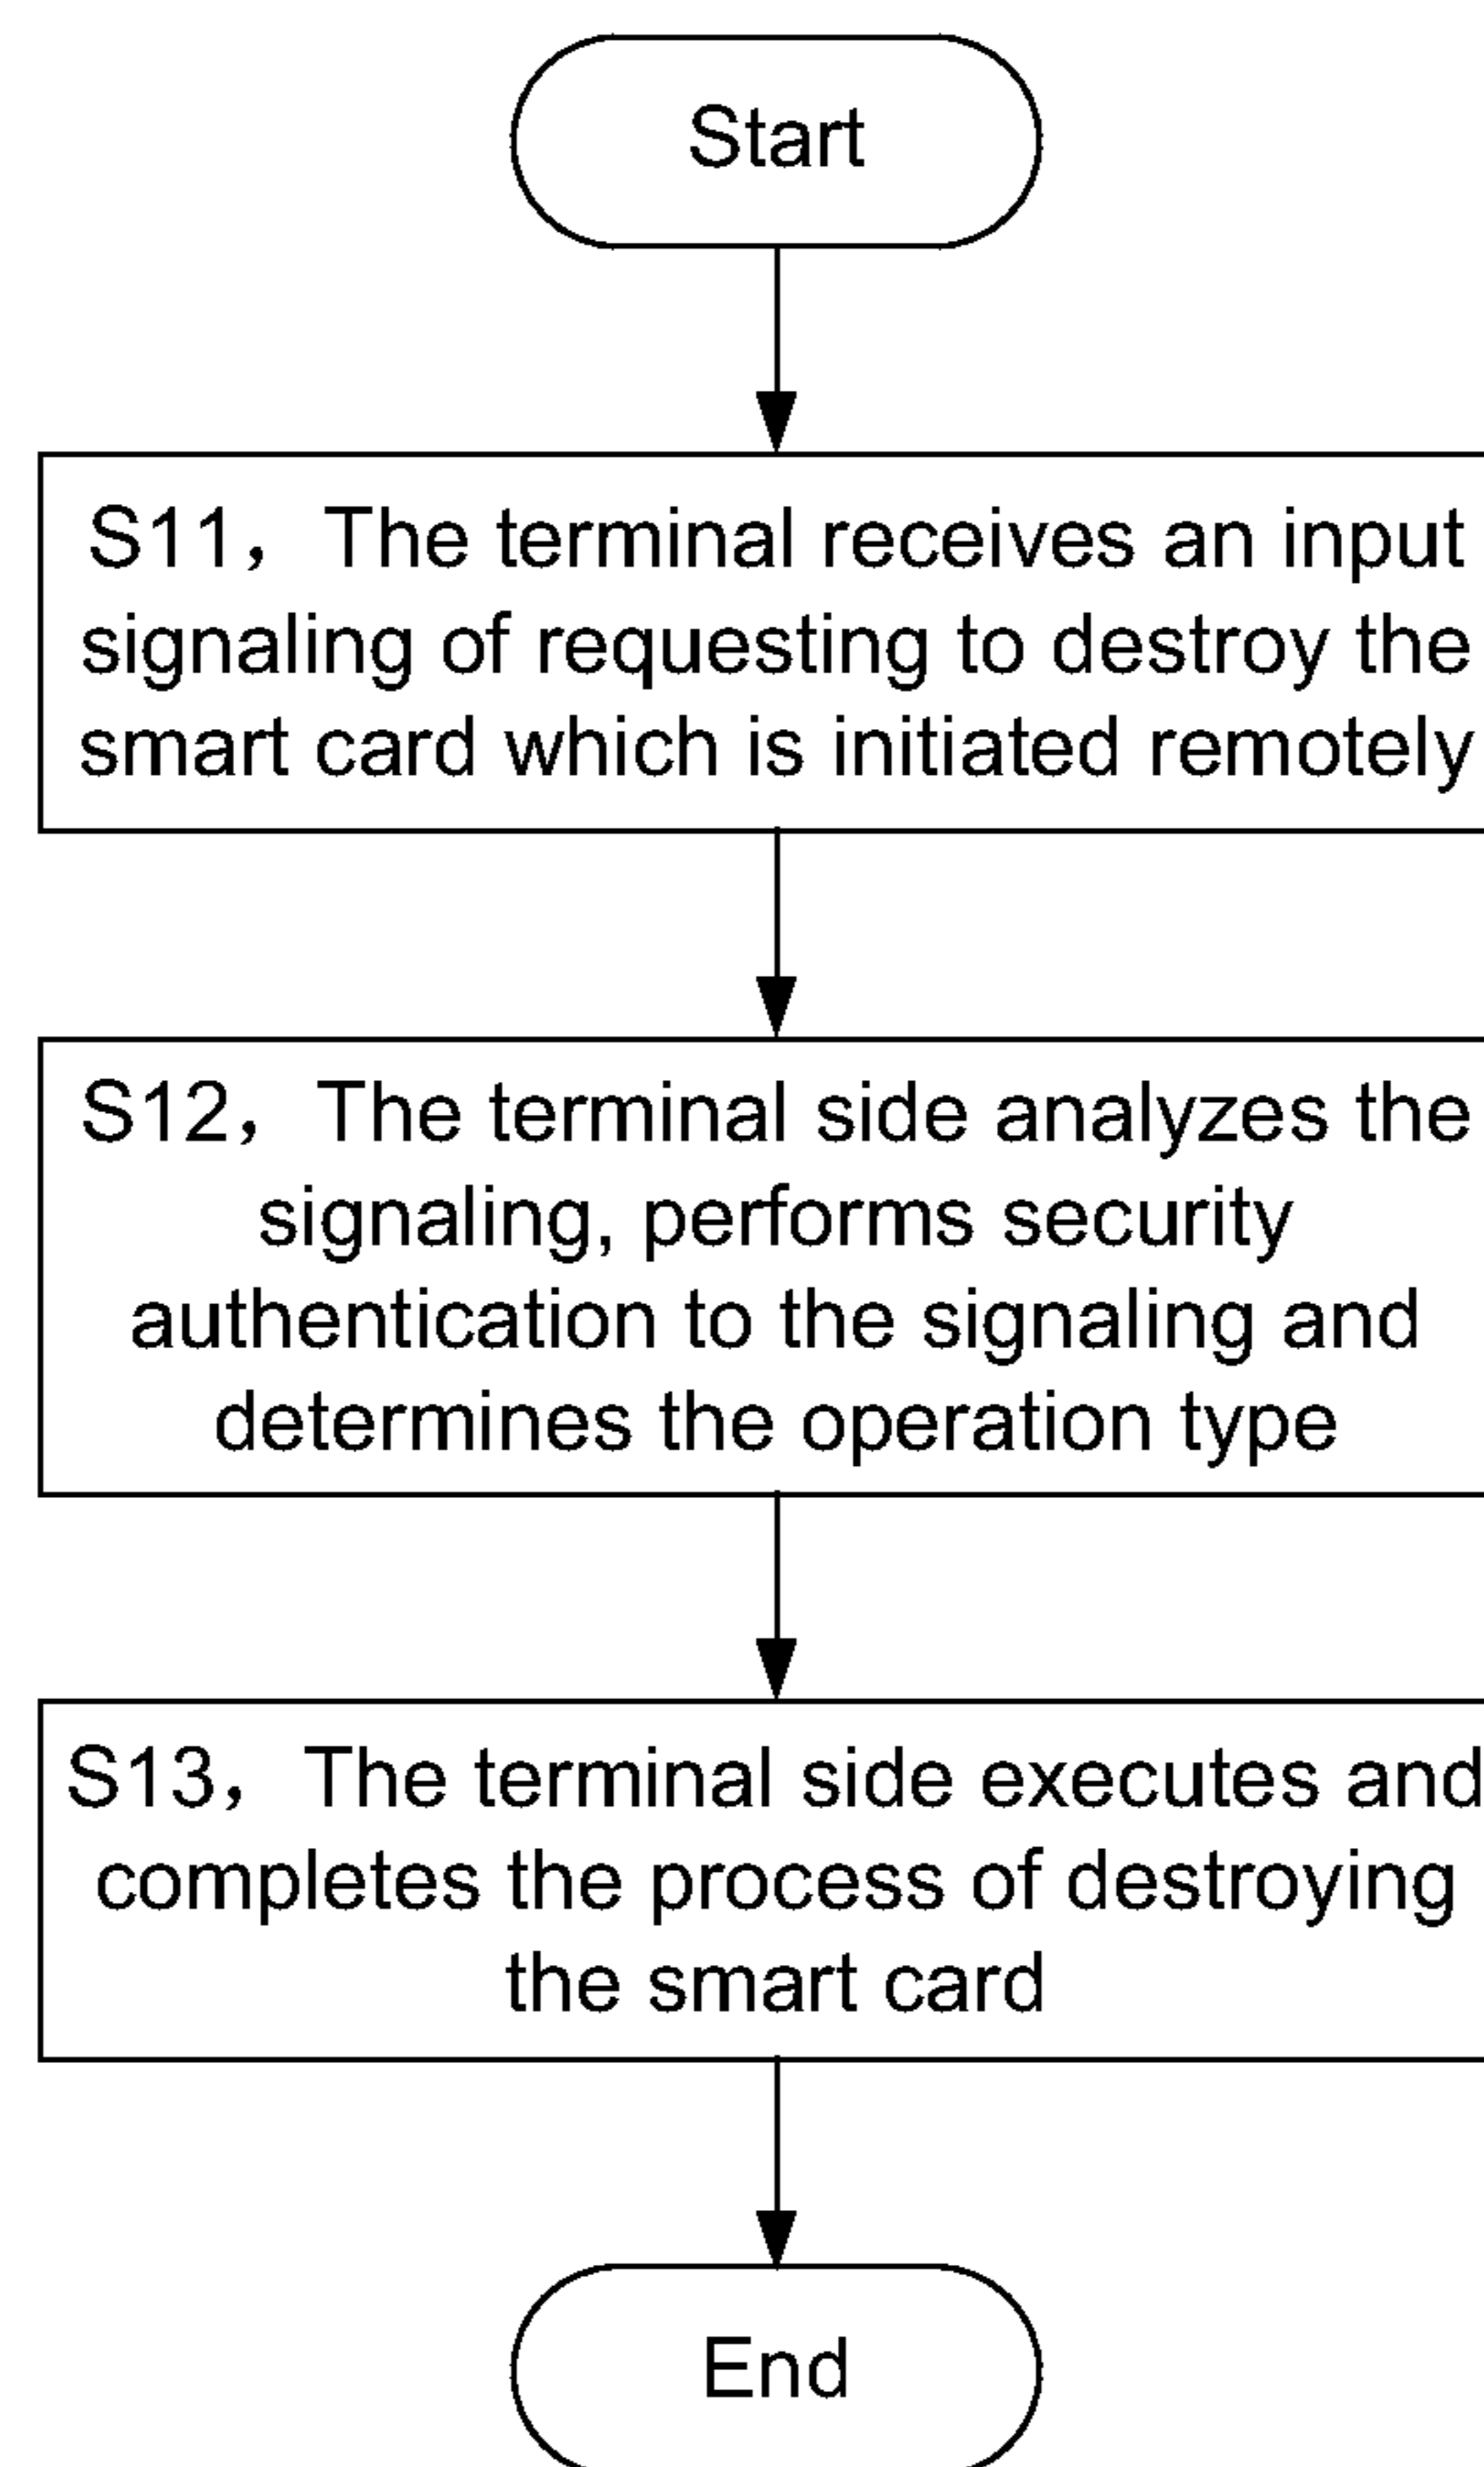 Start
S11，The terminal receives an input
signaling of requesting to destroy the
smart card which is initiated remotely
S12，The terminal side analyzes the
signaling, performs security
authentication to the signaling and
determines the operation type
S13，The terminal side executes and
completes the process of destroying
the smart card
End